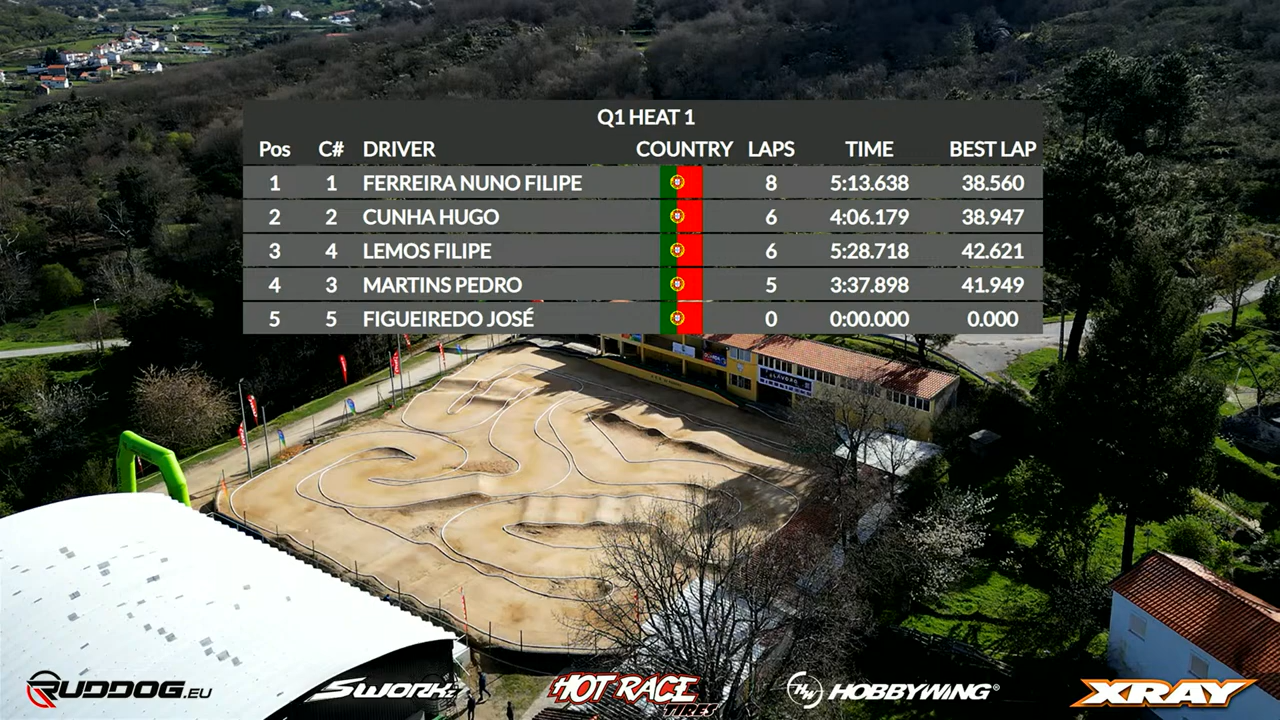 Q1 HEAT 1
Pos C# DRIVER COUNTRY LAPS TIME BEST LAP
1 1 FERREIRA NUNO FILIPE 8 5:13.638 38.560
2 2 CUNHA HUGO 6 4:06.179 38.947
3 4 LEMOS FILIPE 6 5:28.718 42.621
4 3 MARTINS PEDRO 5 3:37.898 41.949
5 5 FIGUEIREDO JOSÉ 0 0:00.000 0.000
RUDDOG.EU SWORKz HOT RACE TIRES HW HOBBYWING® XRAY